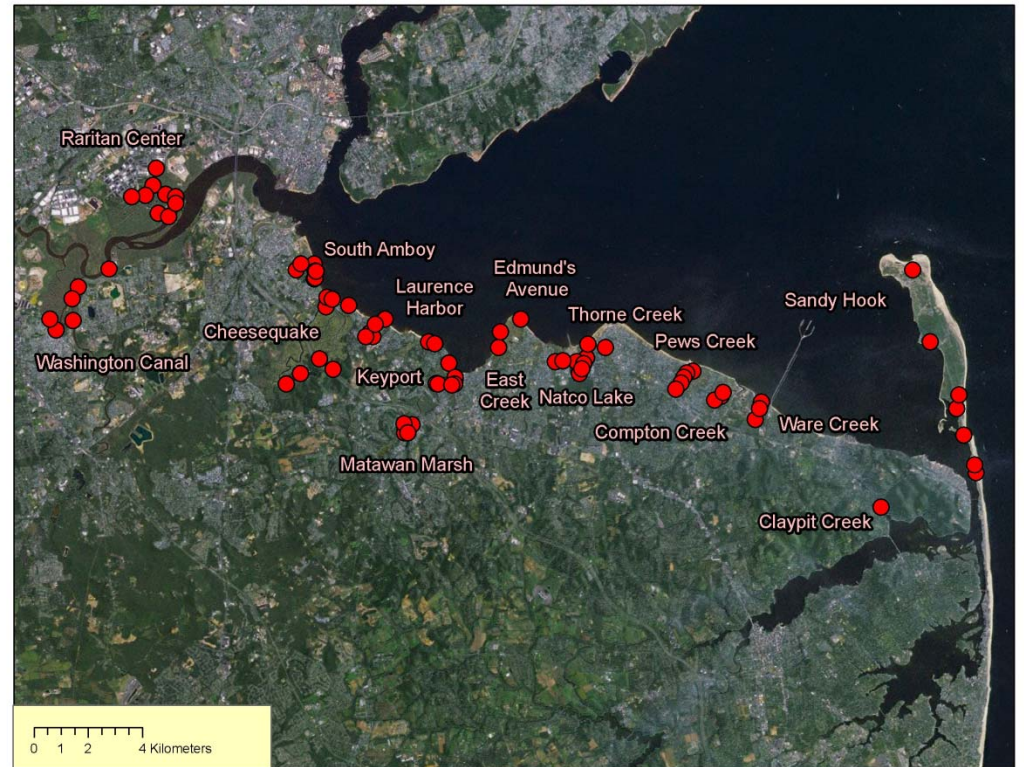 Raritan Center
South Amboy
Edmund's
Avenue
Laurence
Harbor
Sandy Hook
Thorne Creek
Cheesequake
Pews Creek
Washington Canal
Keyport
East
Creek
Natco Lake
Ware Creek
Compton Creek
Matawan Marsh
Claypit Creek
0 1 2 4 Kilometers